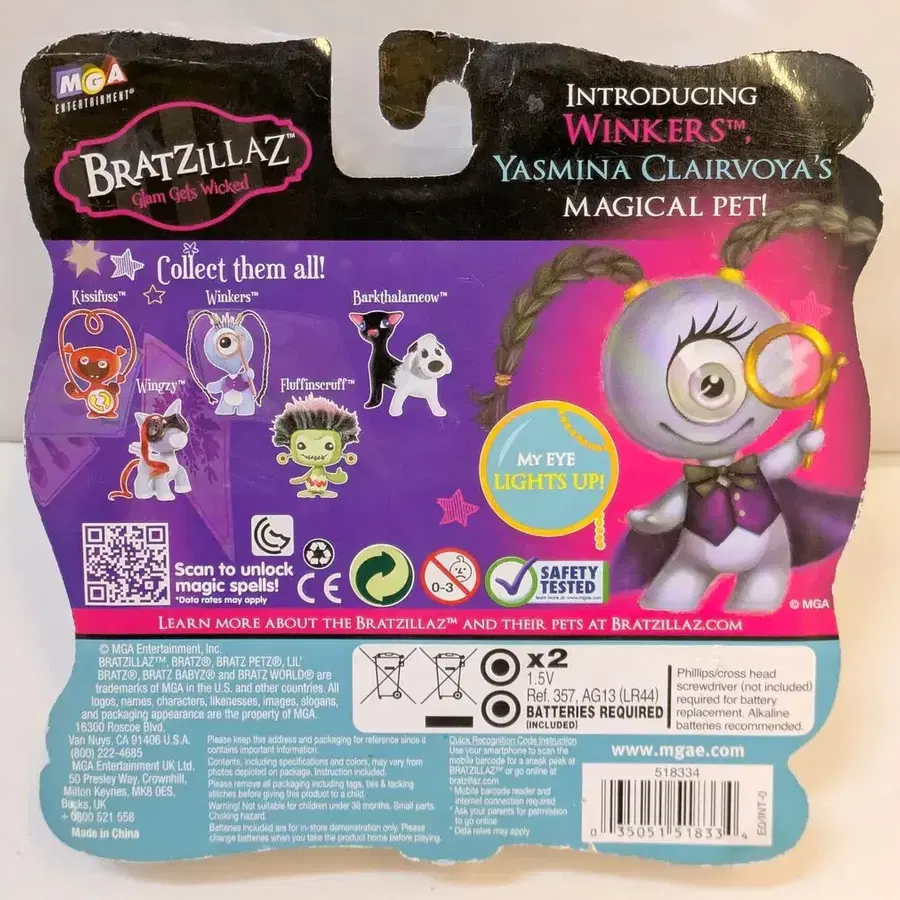 MGA
ENTERTAINMENT®
BRATZILLAZ™
Glam Gets Wicked
INTRODUCING
WINKERS™,
YASMINA CLAIRVOYA'S
MAGICAL PET!
Collect them all!
Kissifuss™
Winkers™
Barkthalameow™
Wingzy™
Fluffinscruff™
MY EYE
LIGHTS UP!
Scan to unlock
magic spells!
*Data rates may apply
CE
0-3
SAFETY
TESTED
© MGA
LEARN MORE ABOUT THE BRATZILLAZ™ AND THEIR PETS AT BRATZILLAZ.COM
© MGA Entertainment, Inc.
BRATZILLAZ™, BRATZ®, BRATZ PETZ®, LIL'
BRATZ®, BRATZ BABYZ® and BRATZ WORLD® are
trademarks of MGA in the U.S. and other countries. All
logos, names, characters, likenesses, images, slogans,
and packaging appearance are the property of MGA.
16300 Roscoe Blvd.
Van Nuys, CA 91406 U.S.A.
(800) 222-4685
MGA Entertainment UK Ltd.
50 Presley Way, Crownhill,
Milton Keynes, MK8 0ES,
Bucks, UK
+ 0800 521 558
Made in China
Please keep this address and packaging for reference since it
contains important information.
Contents, including specifications and colors, may vary from
photos depicted on package. Instruction included.
Please remove all packaging including tags, ties & tacking
stitches before giving this product to a child.
Warning! Not suitable for children under 36 months. Small parts.
Choking hazard.
Batteries included are for in-store demonstration only. Please
change batteries when you take the product home before playing.
x2
1.5V
Ref. 357, AG13 (LR44)
BATTERIES REQUIRED
(INCLUDED)
Phillips/cross head
screwdriver (not included)
required for battery
replacement. Alkaline
batteries recommended.
Quick Recognition Code Instruction
Use your smartphone to scan the
mobile barcode for a sneak peek at
BRATZILLAZ™ or go online at
bratzillaz.com
* Mobile barcode reader and
internet connection required
* Ask your parents for permission
to go online
* Data rates may apply
www.mgae.com
518334
0 35051 51833 4
E0/INT-0